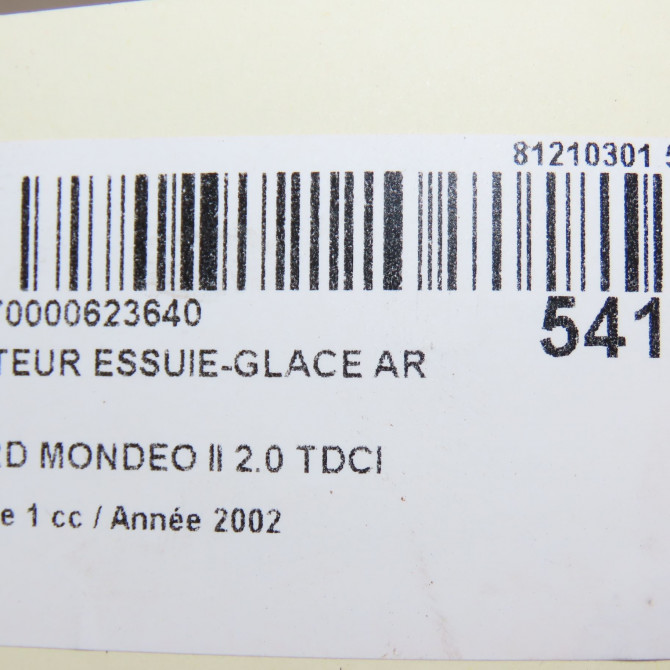 81210301 5
70000623640
541
TEUR ESSUIE-GLACE AR
RD MONDEO II 2.0 TDCI
e 1 cc / Année 2002